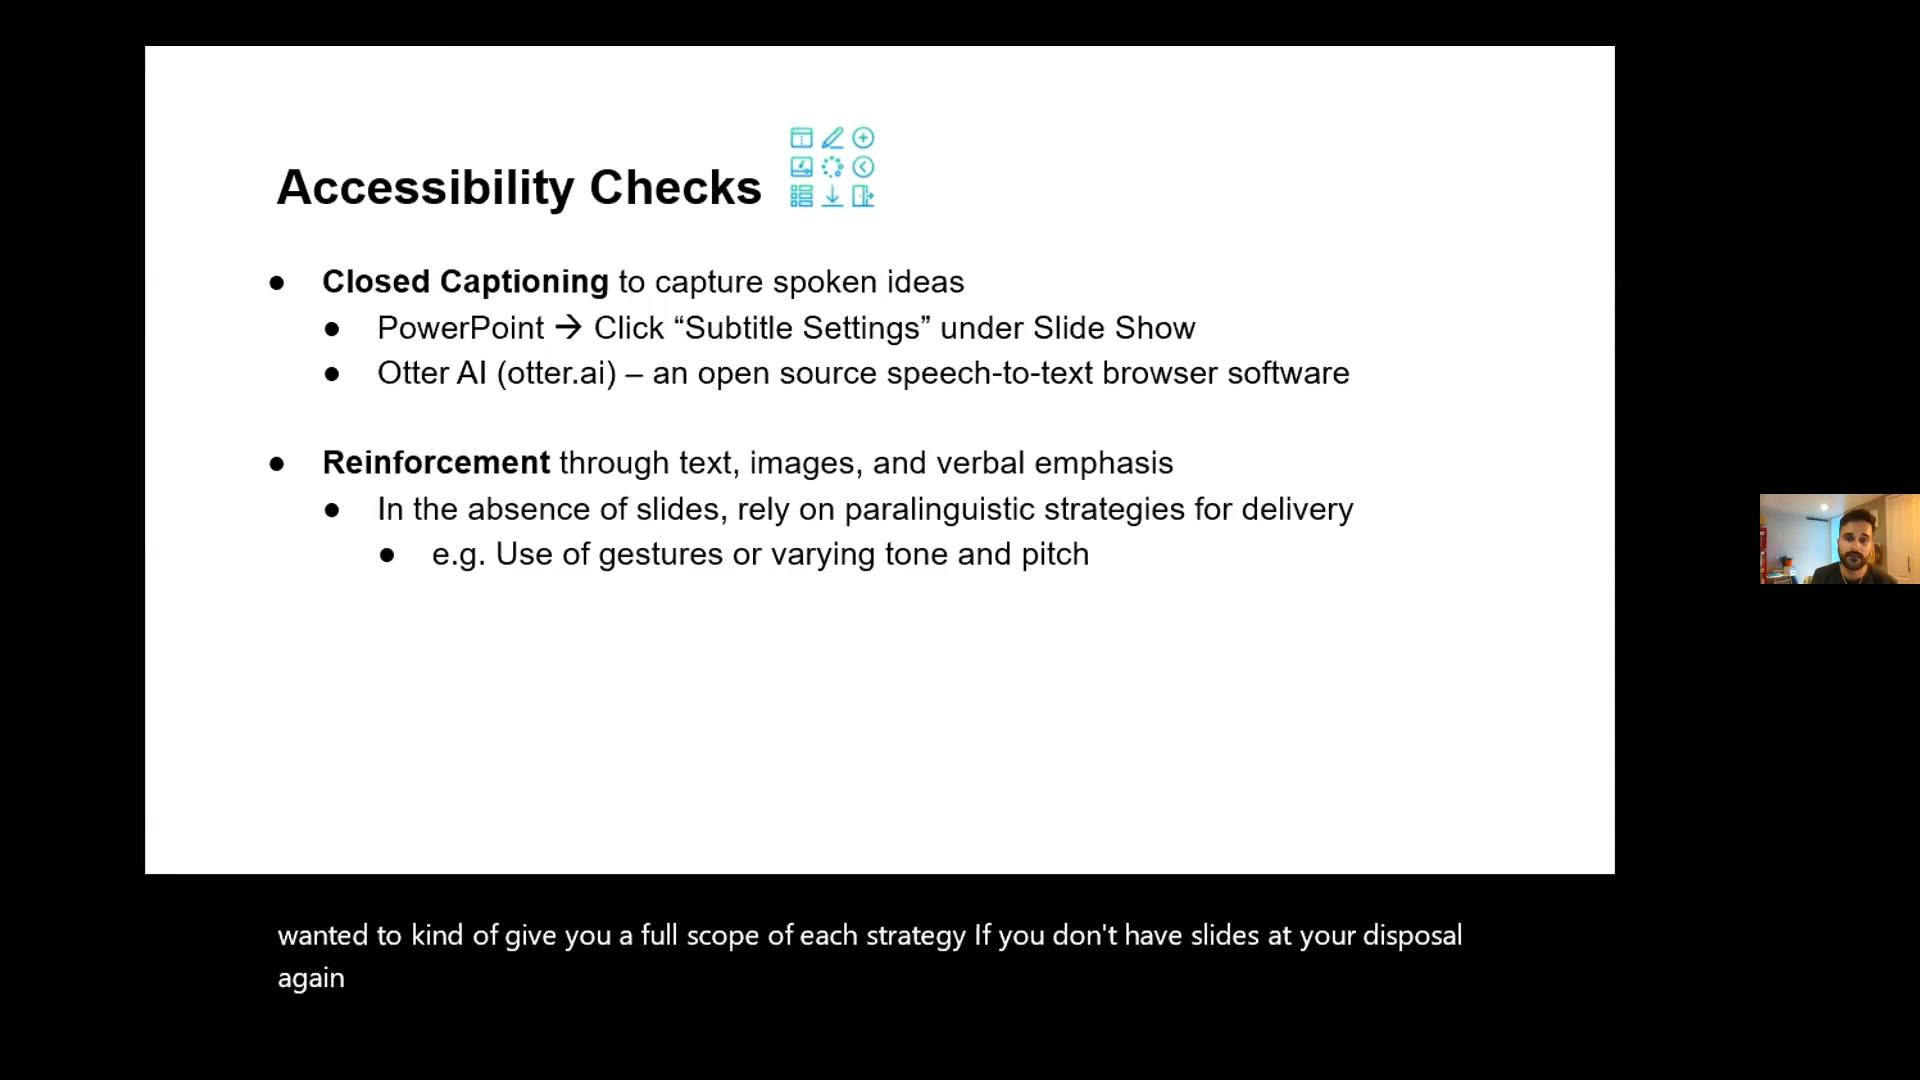 Accessibility Checks
● Closed Captioning to capture spoken ideas
● PowerPoint → Click “Subtitle Settings” under Slide Show
● Otter AI (otter.ai) – an open source speech-to-text browser software
● Reinforcement through text, images, and verbal emphasis
● In the absence of slides, rely on paralinguistic strategies for delivery
● e.g. Use of gestures or varying tone and pitch
wanted to kind of give you a full scope of each strategy If you don't have slides at your disposal
again